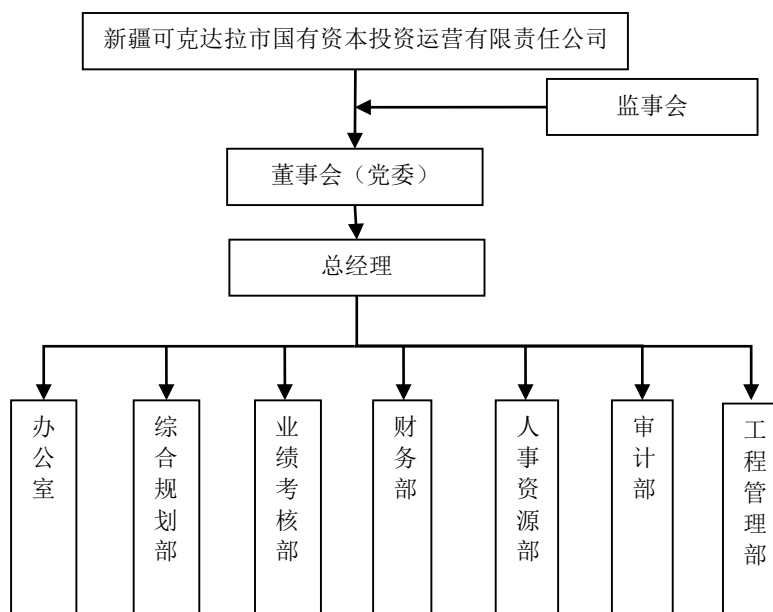 新疆可克达拉市国有资本投资运营有限责任公司
监事会
董事会（党委）
总经理
办公室
综合规划部
业绩考核部
财务部
人事资源部
审计部
工程管理部